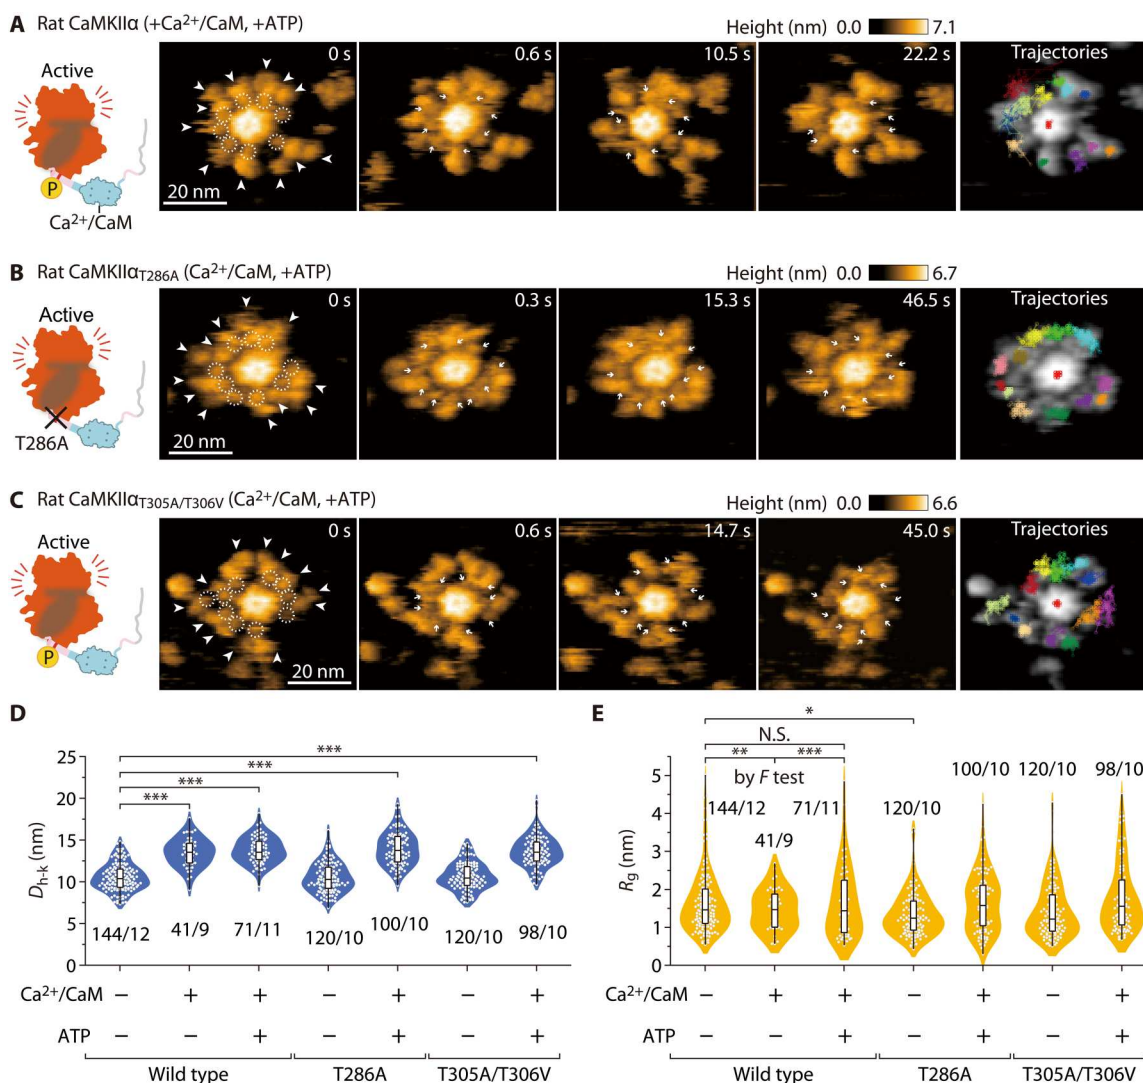 A Rat CaMKIIα (+Ca²⁺/CaM, +ATP)
Height (nm) 0.0 7.1
Active
P
Ca²⁺/CaM
0 s
20 nm
0.6 s
10.5 s
22.2 s
Trajectories
B Rat CaMKIIα_T286A (Ca²⁺/CaM, +ATP)
Height (nm) 0.0 6.7
Active
T286A
0 s
20 nm
0.3 s
15.3 s
46.5 s
Trajectories
C Rat CaMKIIα_T305A/T306V (Ca²⁺/CaM, +ATP)
Height (nm) 0.0 6.6
Active
P
0 s
20 nm
0.6 s
14.7 s
45.0 s
Trajectories
D
D_h-k (nm)
25
20
15
10
5
0
***
***
***
***
144/12 41/9 71/11 120/10 100/10 120/10 98/10
Ca²⁺/CaM − + + − + − +
ATP − − + − + − +
Wild type T286A T305A/T306V
E
R_g (nm)
5
4
3
2
1
0
*
N.S.
** ***
by F test
144/12 41/9 71/11 120/10 100/10 120/10 98/10
Ca²⁺/CaM − + + − + − +
ATP − − + − + − +
Wild type T286A T305A/T306V